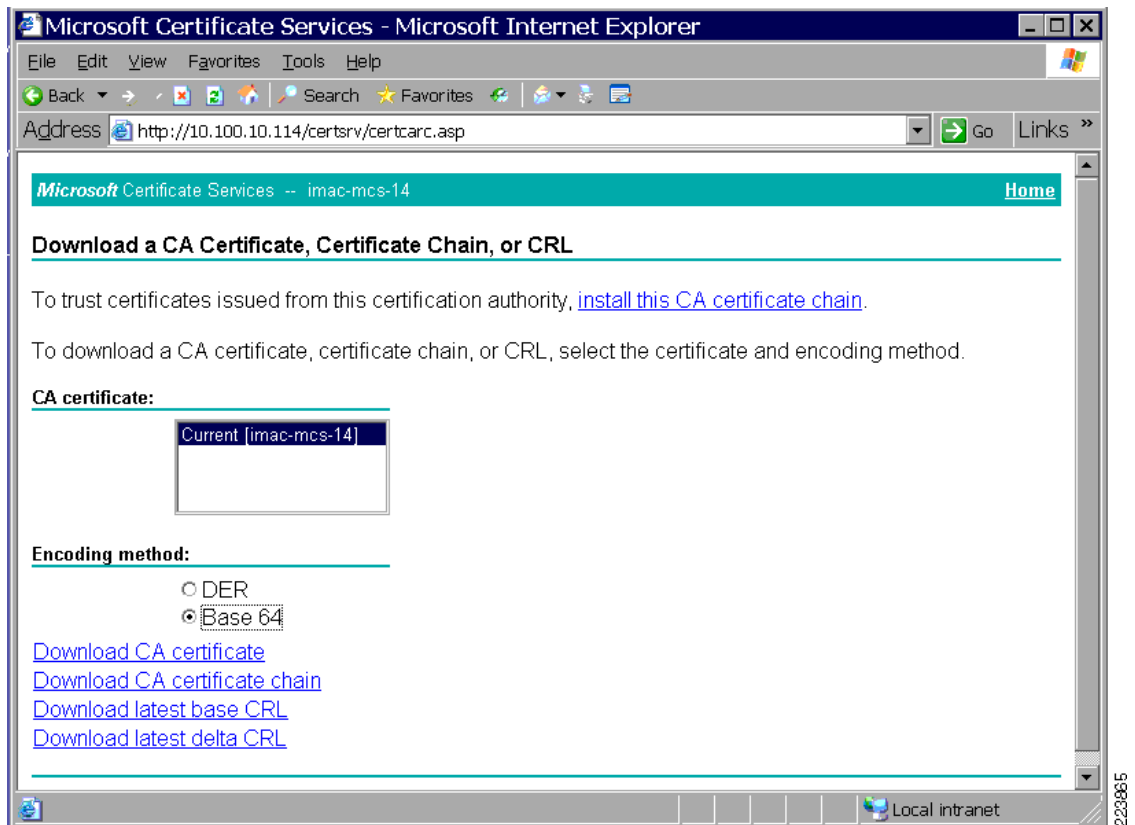 Microsoft Certificate Services - Microsoft Internet Explorer
File Edit View Favorites Tools Help
Back Search Favorites
Address http://10.100.10.114/certsrv/certcarc.asp Go Links »
Microsoft Certificate Services -- imac-mcs-14 Home
Download a CA Certificate, Certificate Chain, or CRL
To trust certificates issued from this certification authority, install this CA certificate chain.
To download a CA certificate, certificate chain, or CRL, select the certificate and encoding method.
CA certificate:
Current [imac-mcs-14]
Encoding method:
DER
Base 64
Download CA certificate
Download CA certificate chain
Download latest base CRL
Download latest delta CRL
Local intranet
223865